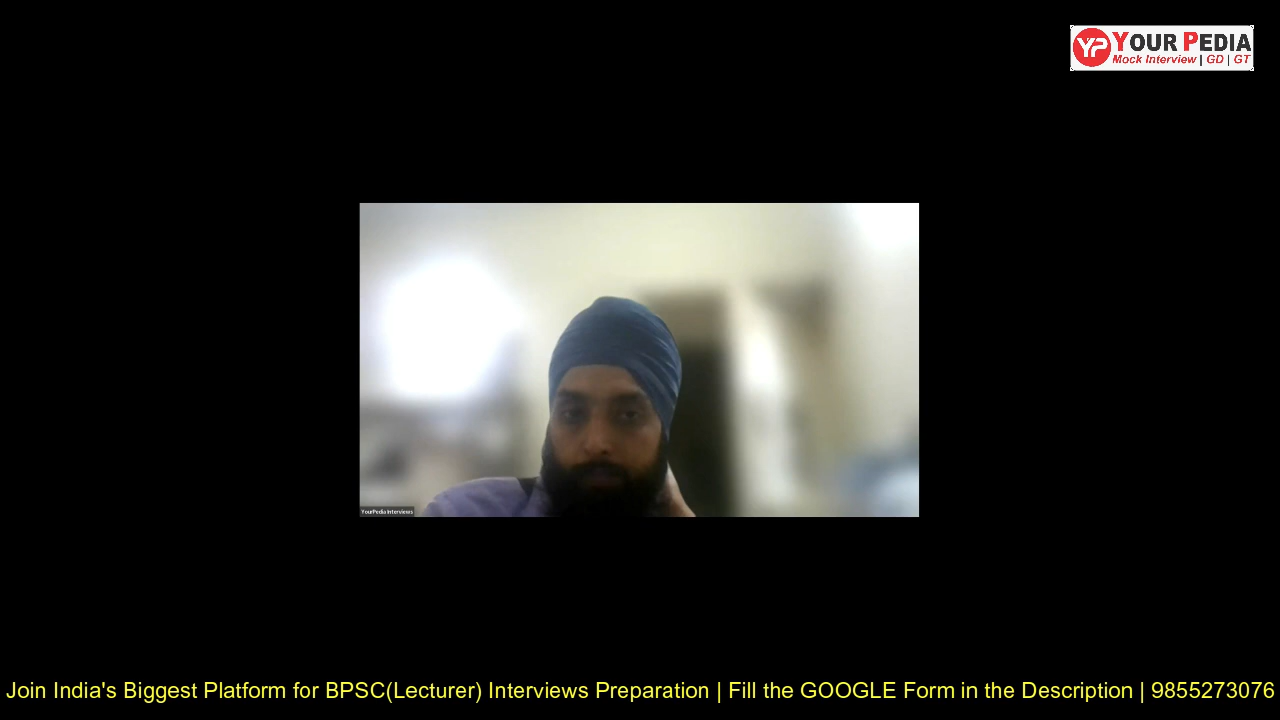 YP YOUR PEDIA
Mock Interview | GD | GT
YourPedia Interviews
Join India's Biggest Platform for BPSC(Lecturer) Interviews Preparation | Fill the GOOGLE Form in the Description | 9855273076